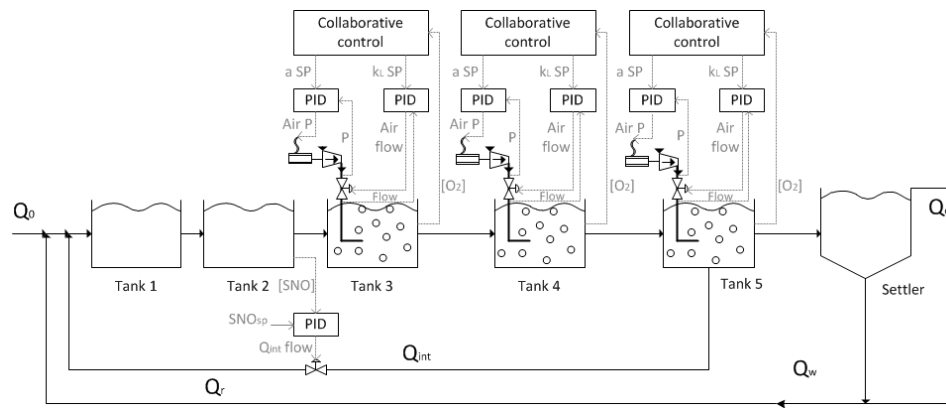 Collaborative
control
Collaborative
control
Collaborative
control
a SP
kL SP
a SP
kL SP
a SP
kL SP
PID
PID
PID
PID
PID
PID
Air P
P
Air
flow
Air P
P
Air
flow
Air P
P
Air
flow
Flow
[O2]
Flow
[O2]
Flow
[O2]
Q0
Tank 1
Tank 2
[SNO]
Tank 3
Tank 4
Tank 5
Settler
SNOsp
PID
Qint flow
Qint
Qr
Qw